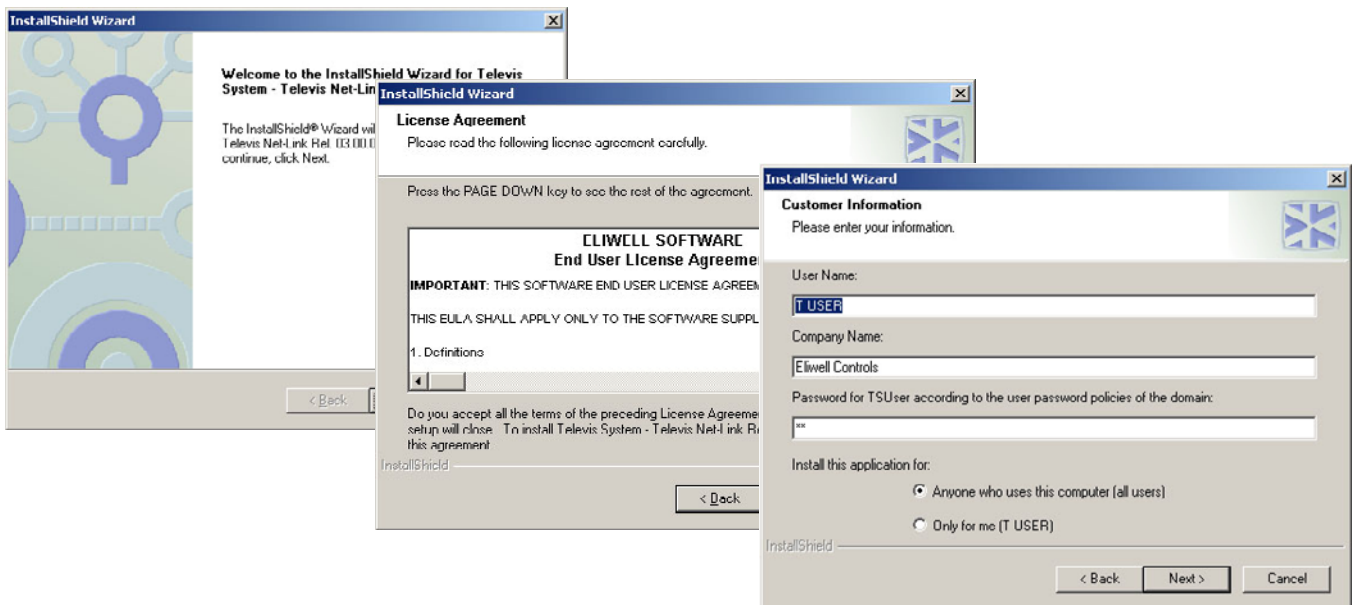 InstallShield Wizard
Welcome to the InstallShield Wizard for Televis
System - Televis Net-Lin
The InstallShield® Wizard wil
Televis Net-Link Rel. 03.00.0
continue, click Next.
< Back
InstallShield Wizard
License Agreement
Please read the following license agreement carefully.
Press the PAGE DOWN key to see the rest of the agreement.
ELIWELL SOFTWARE
End User License Agreeme
IMPORTANT: THIS SOFTWARE END USER LICENSE AGREEM
THIS EULA SHALL APPLY ONLY TO THE SOFTWARE SUPPL
1. Definitions
Do you accept all the terms of the preceding License Agreeme
setup will close. To install Televis System - Televis Net-Link Re
this agreement
InstallShield
< Back
InstallShield Wizard
Customer Information
Please enter your information.
User Name:
T USER
Company Name:
Eliwell Controls
Password for TSUser according to the user password policies of the domain:
**
Install this application for:
Anyone who uses this computer (all users)
Only for me (T USER)
InstallShield
< Back
Next >
Cancel